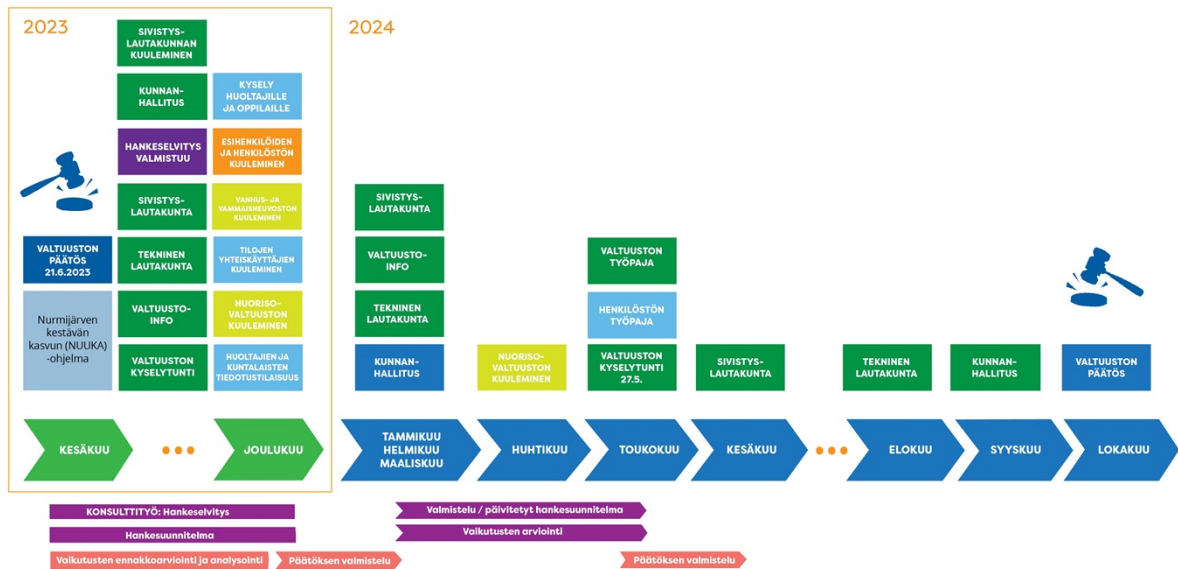 2023
SIVISTYS-
LAUTAKUNNAN
KUULEMINEN
KUNNAN-
HALLITUS
KYSELY
HUOLTAJILLE
JA OPPILAILLE
HANKESELVITYS
VALMISTUU
ESIHENKILÖIDEN
JA HENKILÖSTÖN
KUULEMINEN
SIVISTYS-
LAUTAKUNTA
VANHUS- JA
VAMMAISNEUVOSTON
KUULEMINEN
VALTUUSTON
PÄÄTÖS
21.6.2023
TEKNINEN
LAUTAKUNTA
TILOJEN
YHTEISKÄYTTÄJIEN
KUULEMINEN
Nurmijärven
kestävän
kasvun (NUUKA)
-ohjelma
VALTUUSTO-
INFO
NUORISO-
VALTUUSTON
KUULEMINEN
VALTUUSTON
KYSELYTUNTI
HUOLTAJIEN JA
KUNTALAISTEN
TIEDOTUSTILAISUUS
KESÄKUU
JOULUKUU
2024
SIVISTYS-
LAUTAKUNTA
VALTUUSTO-
INFO
TEKNINEN
LAUTAKUNTA
KUNNAN-
HALLITUS
NUORISO-
VALTUUSTON
KUULEMINEN
VALTUUSTON
TYÖPAJA
HENKILÖSTÖN
TYÖPAJA
VALTUUSTON
KYSELYTUNTI
27.5.
SIVISTYS-
LAUTAKUNTA
TEKNINEN
LAUTAKUNTA
KUNNAN-
HALLITUS
VALTUUSTON
PÄÄTÖS
TAMMIKUU
HELMIKUU
MAALISKUU
HUHTIKUU
TOUKOKUU
KESÄKUU
ELOKUU
SYYSKUU
LOKAKUU
KONSULTTITYÖ: Hankeselvitys
Valmistelu / päivitetyt hankesuunnitelma
Hankesuunnitelma
Vaikutusten arviointi
Vaikutusten ennakkoarviointi ja analysointi
Päätöksen valmistelu
Päätöksen valmistelu